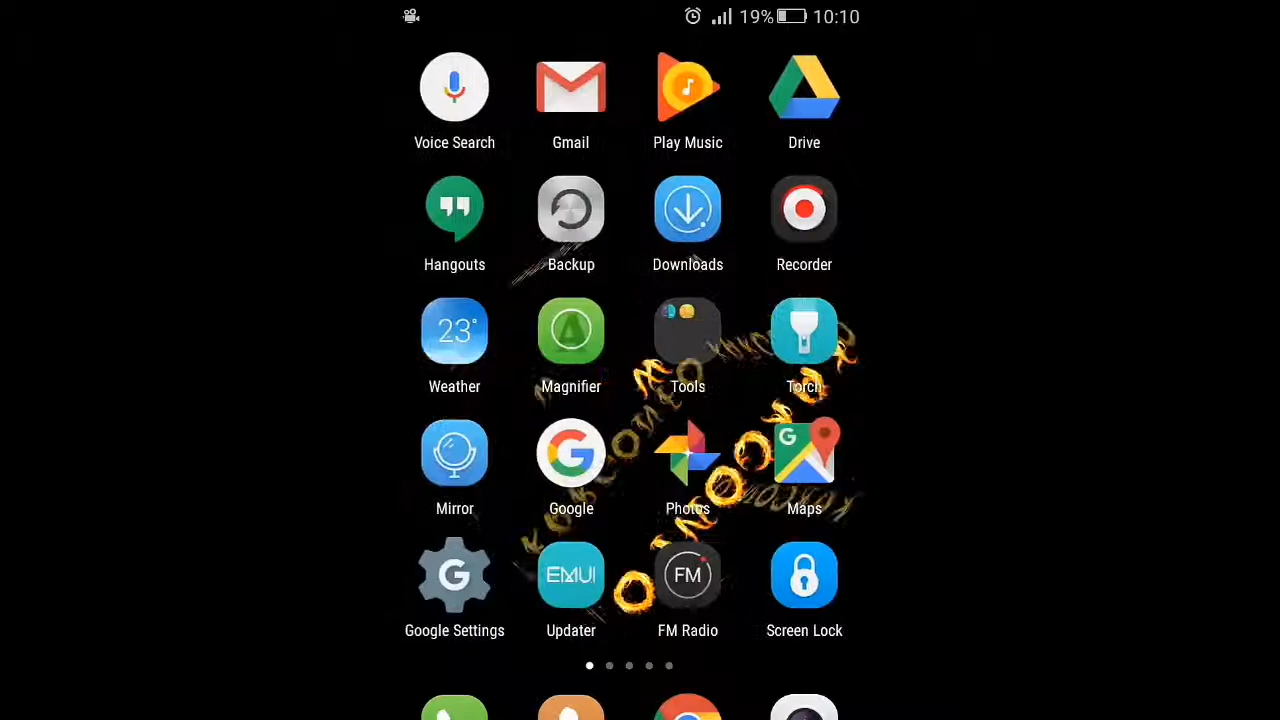 19% 10:10
Voice Search Gmail Play Music Drive
Hangouts Backup Downloads Recorder
23°
Weather Magnifier Tools Torch
G
Mirror Google Photos Maps
G EMUI FM
Google Settings Updater FM Radio Screen Lock